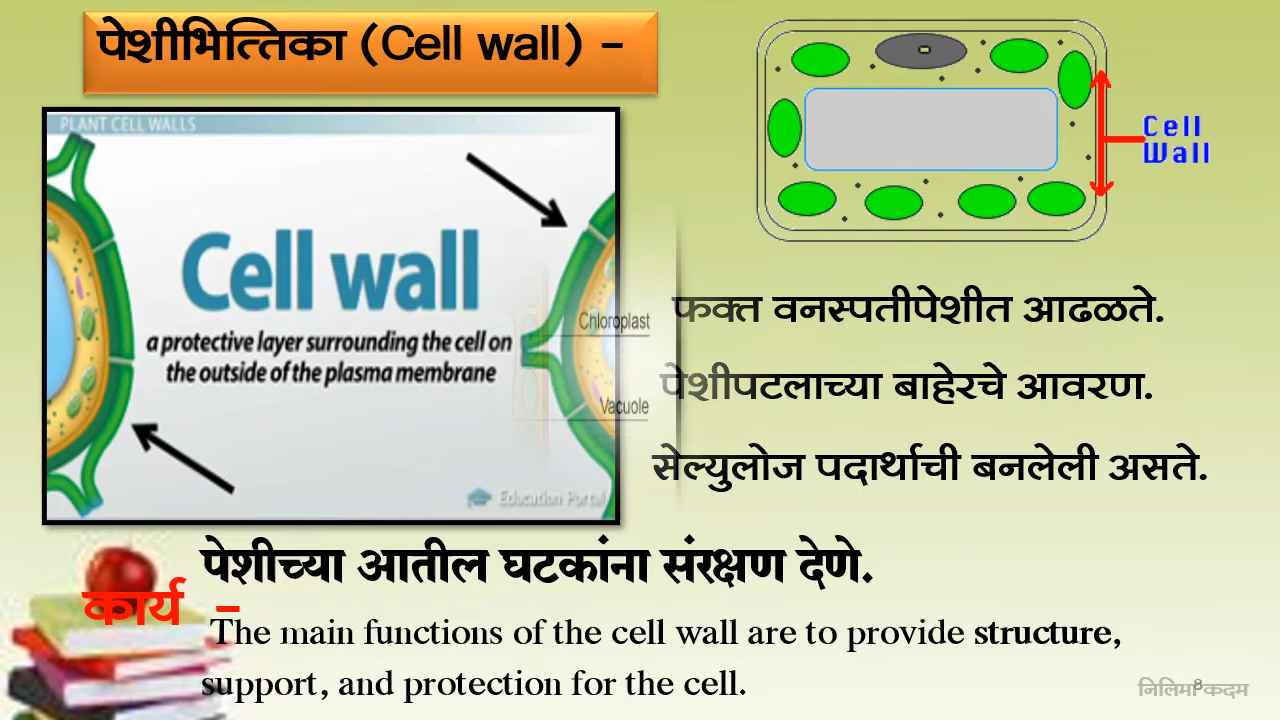 पेशीभित्तिका (Cell wall) –
PLANT CELL WALLS
Cell wall
a protective layer surrounding the cell on
the outside of the plasma membrane
Chloroplast
Vacuole
Education Portal
Cell
Wall
फक्त वनस्पतीपेशीत आढळते.
पेशीपटलाच्या बाहेरचे आवरण.
सेल्युलोज पदार्थाची बनलेली असते.
कार्य –
पेशीच्या आतील घटकांना संरक्षण देणे.
The main functions of the cell wall are to provide structure,
support, and protection for the cell.
निलिमा कदम
8